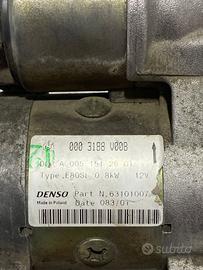 000 3188 V008
A 005 151 26 01
Type.E80SL 0.8kW 12V
DENSO Part N.63101007
Made in Poland Date 083/07
subito